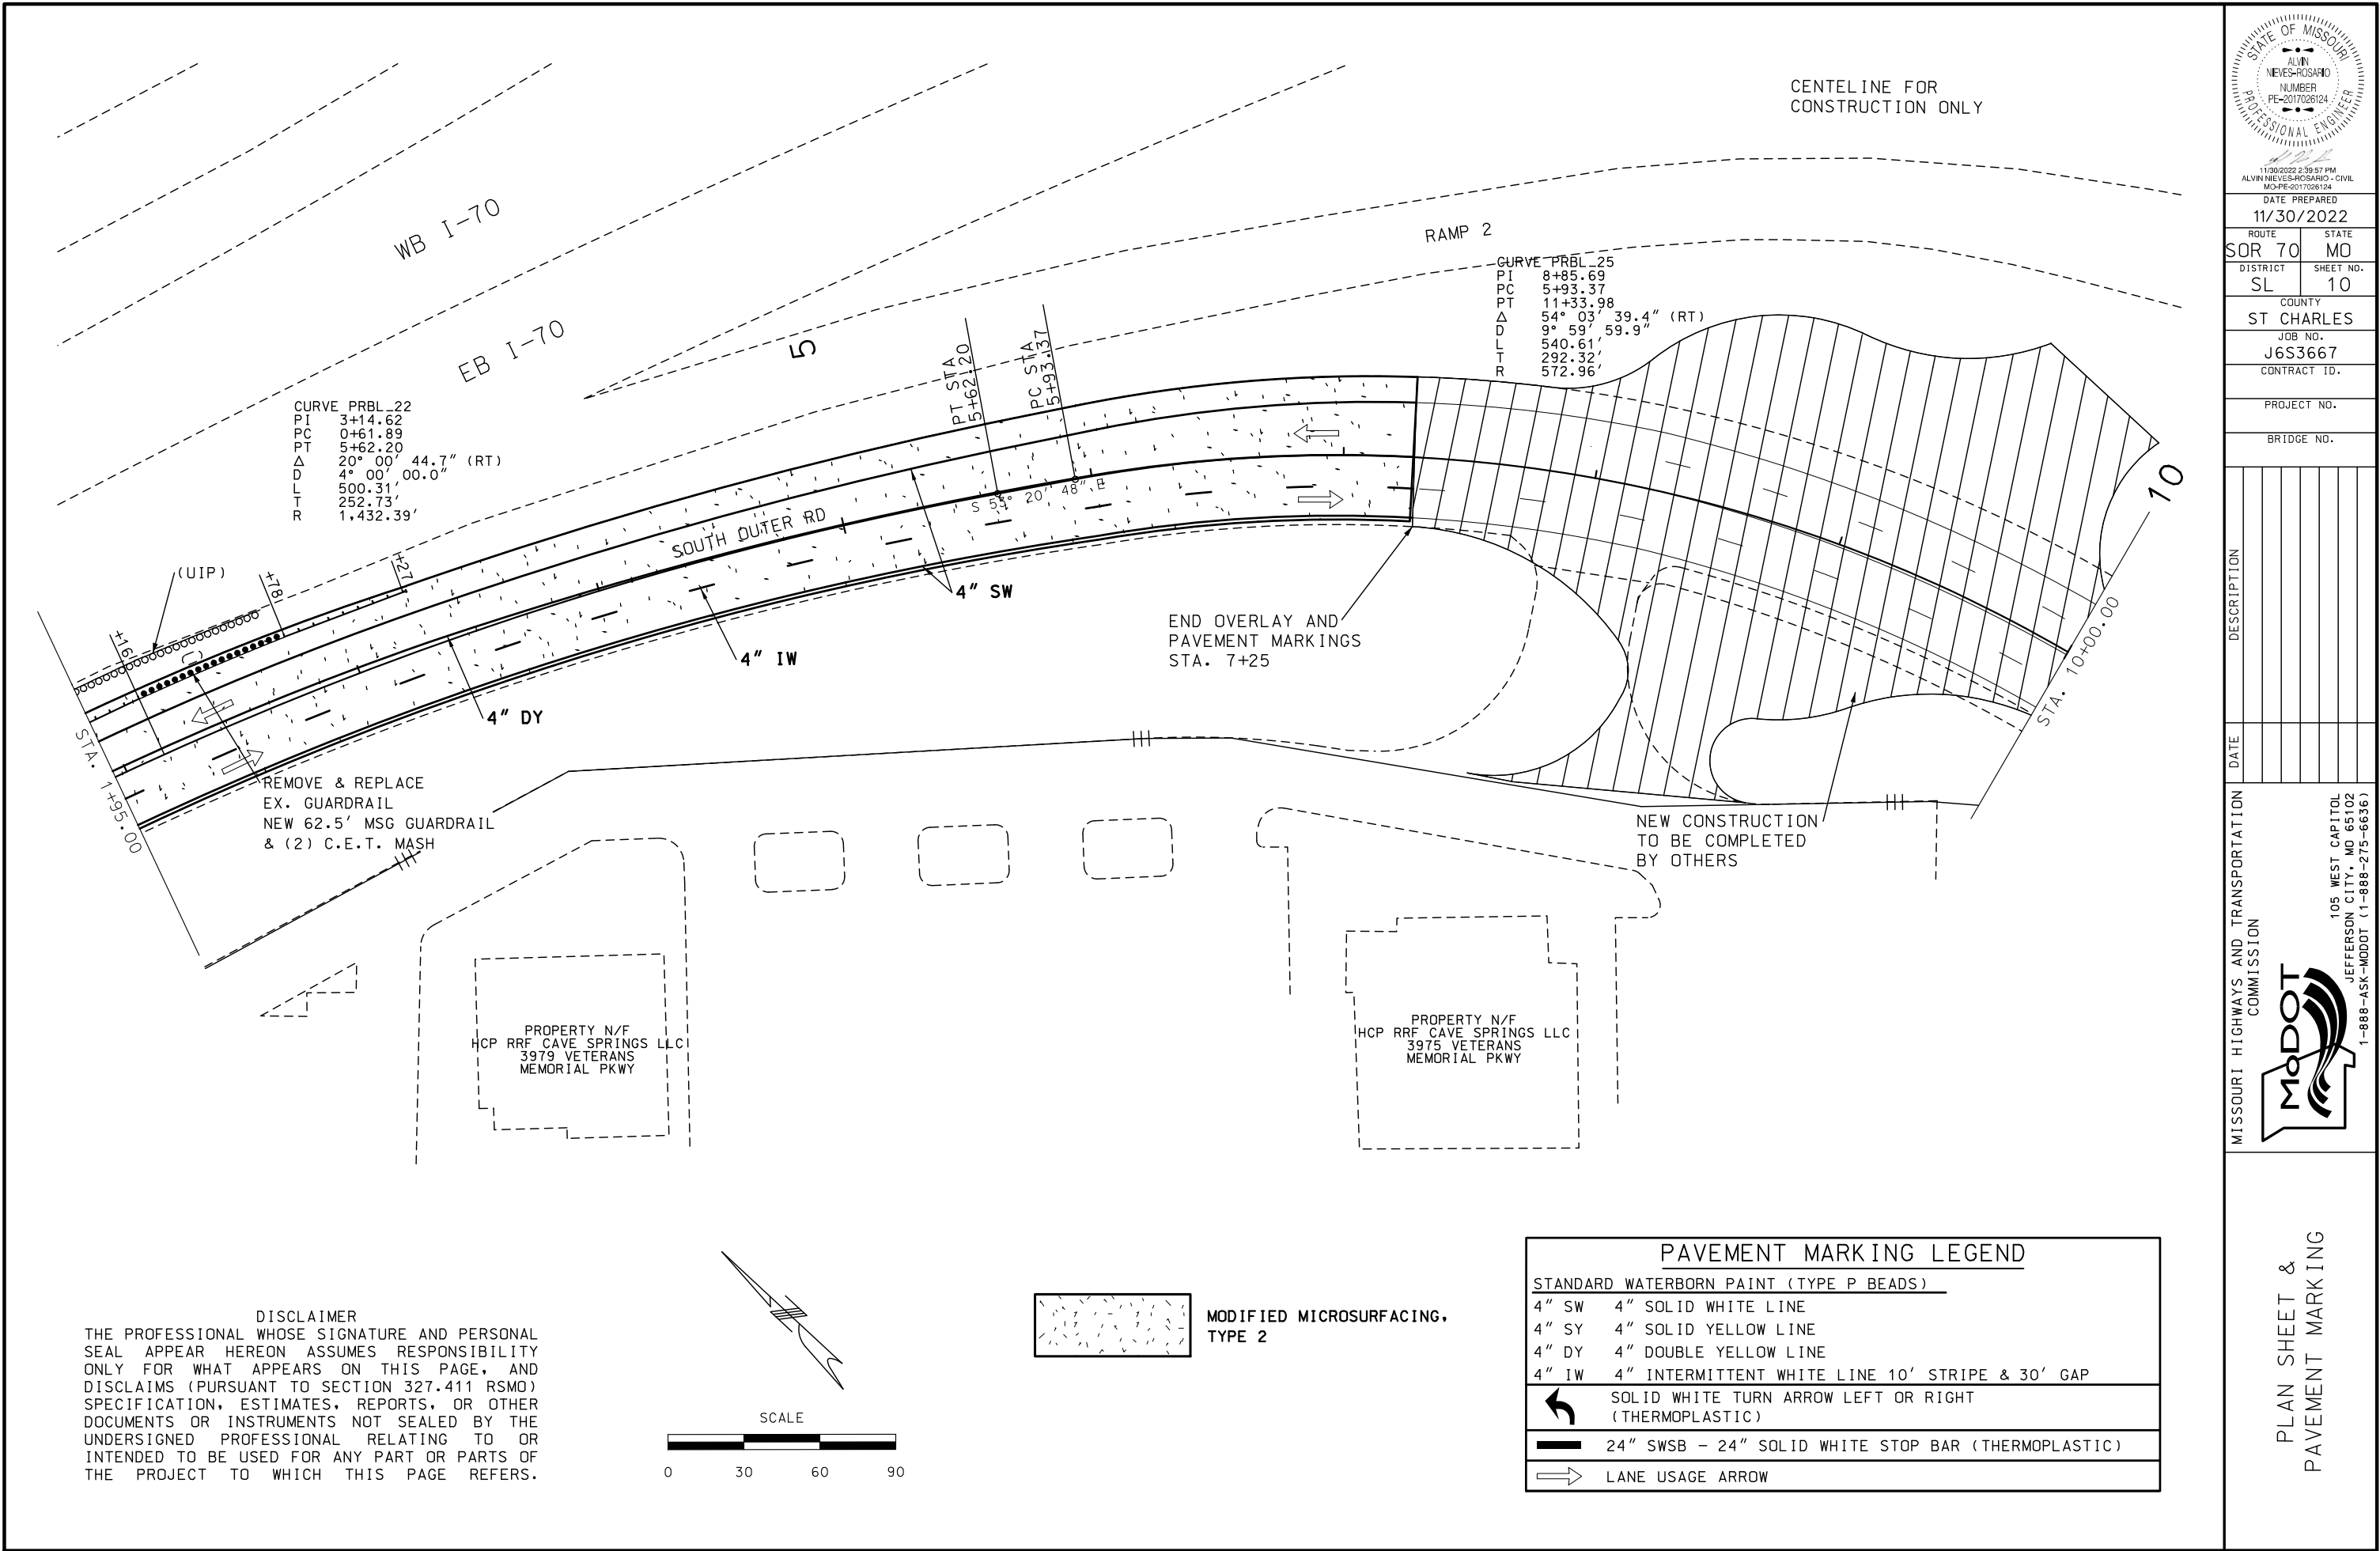 CENTELINE FOR
CONSTRUCTION ONLY
WB I-70
EB I-70
RAMP 2
5
CURVE PRBL_25
PI 8+85.69
PC 5+93.37
PT 11+33.98
Δ 54° 03' 39.4" (RT)
D 9° 59' 59.9"
L 540.61'
T 292.32'
R 572.96'
PT STA
5+62.20
PC STA
5+93.37
CURVE PRBL_22
PI 3+14.62
PC 0+61.89
PT 5+62.20
Δ 20° 00' 44.7" (RT)
D 4° 00' 00.0"
L 500.31'
T 252.73'
R 1,432.39'
10
S 53° 20' 48" E
SOUTH OUTER RD
(UIP)
+78
+27
+16
4" SW
4" IW
4" DY
END OVERLAY AND
PAVEMENT MARKINGS
STA. 7+25
STA. 10+00.00
STA. 1+95.00
REMOVE & REPLACE
EX. GUARDRAIL
NEW 62.5' MSG GUARDRAIL
& (2) C.E.T. MASH
NEW CONSTRUCTION
TO BE COMPLETED
BY OTHERS
PROPERTY N/F
HCP RRF CAVE SPRINGS LLC
3979 VETERANS
MEMORIAL PKWY
PROPERTY N/F
HCP RRF CAVE SPRINGS LLC
3975 VETERANS
MEMORIAL PKWY
DISCLAIMER
THE PROFESSIONAL WHOSE SIGNATURE AND PERSONAL
SEAL APPEAR HEREON ASSUMES RESPONSIBILITY
ONLY FOR WHAT APPEARS ON THIS PAGE, AND
DISCLAIMS (PURSUANT TO SECTION 327.411 RSMO)
SPECIFICATION, ESTIMATES, REPORTS, OR OTHER
DOCUMENTS OR INSTRUMENTS NOT SEALED BY THE
UNDERSIGNED PROFESSIONAL RELATING TO OR
INTENDED TO BE USED FOR ANY PART OR PARTS OF
THE PROJECT TO WHICH THIS PAGE REFERS.
SCALE
0 30 60 90
MODIFIED MICROSURFACING,
TYPE 2
PAVEMENT MARKING LEGEND
STANDARD WATERBORN PAINT (TYPE P BEADS)
4" SW 4" SOLID WHITE LINE
4" SY 4" SOLID YELLOW LINE
4" DY 4" DOUBLE YELLOW LINE
4" IW 4" INTERMITTENT WHITE LINE 10' STRIPE & 30' GAP
SOLID WHITE TURN ARROW LEFT OR RIGHT
(THERMOPLASTIC)
24" SWSB - 24" SOLID WHITE STOP BAR (THERMOPLASTIC)
LANE USAGE ARROW
STATE OF MISSOURI
ALVIN
NIEVES-ROSARIO
NUMBER
PE-2017026124
PROFESSIONAL ENGINEER
11/30/2022 2:39:57 PM
ALVIN NIEVES-ROSARIO - CIVIL
MO-PE-2017026124
DATE PREPARED
11/30/2022
ROUTE STATE
SOR 70 MO
DISTRICT SHEET NO.
SL 10
COUNTY
ST CHARLES
JOB NO.
J6S3667
CONTRACT ID.
PROJECT NO.
BRIDGE NO.
DESCRIPTION
DATE
MISSOURI HIGHWAYS AND TRANSPORTATION
COMMISSION
MoDOT
105 WEST CAPITOL
JEFFERSON CITY, MO 65102
1-888-ASK-MODOT (1-888-275-6636)
PLAN SHEET &
PAVEMENT MARKING